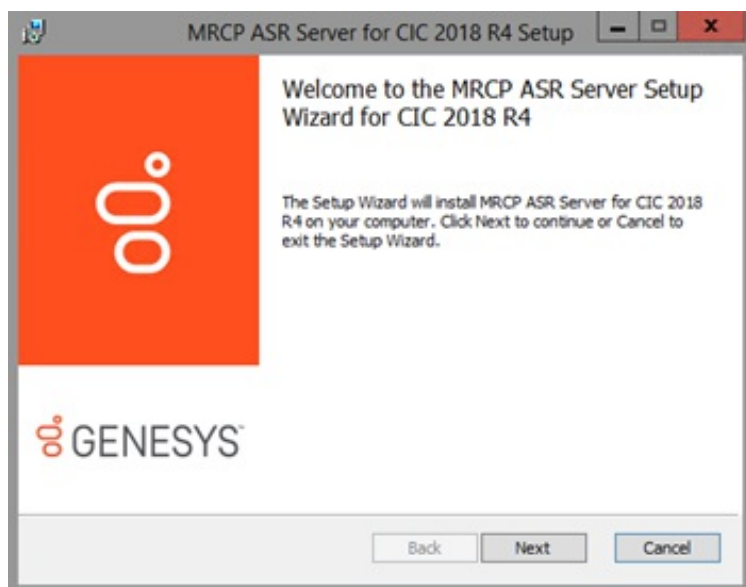 MRCP ASR Server for CIC 2018 R4 Setup
Welcome to the MRCP ASR Server Setup
Wizard for CIC 2018 R4
The Setup Wizard will install MRCP ASR Server for CIC 2018
R4 on your computer. Click Next to continue or Cancel to
exit the Setup Wizard.
GENESYS™
Back Next Cancel